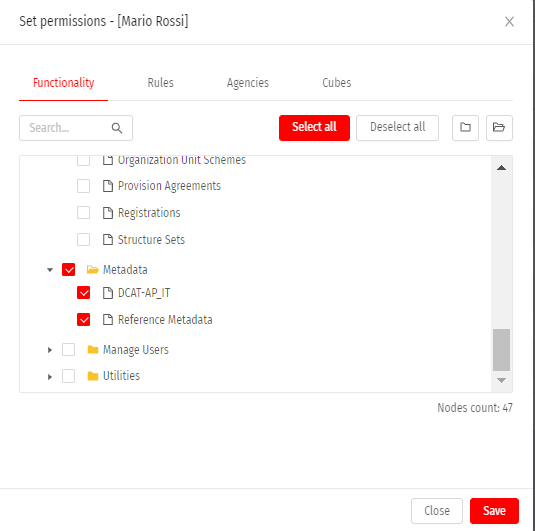 Set permissions - [Mario Rossi]
Functionality Rules Agencies Cubes
Search... Select all Deselect all
Organization Unit Schemes
Provision Agreements
Registrations
Structure Sets
Metadata
DCAT-AP_IT
Reference Metadata
Manage Users
Utilities
Nodes count: 47
Close Save